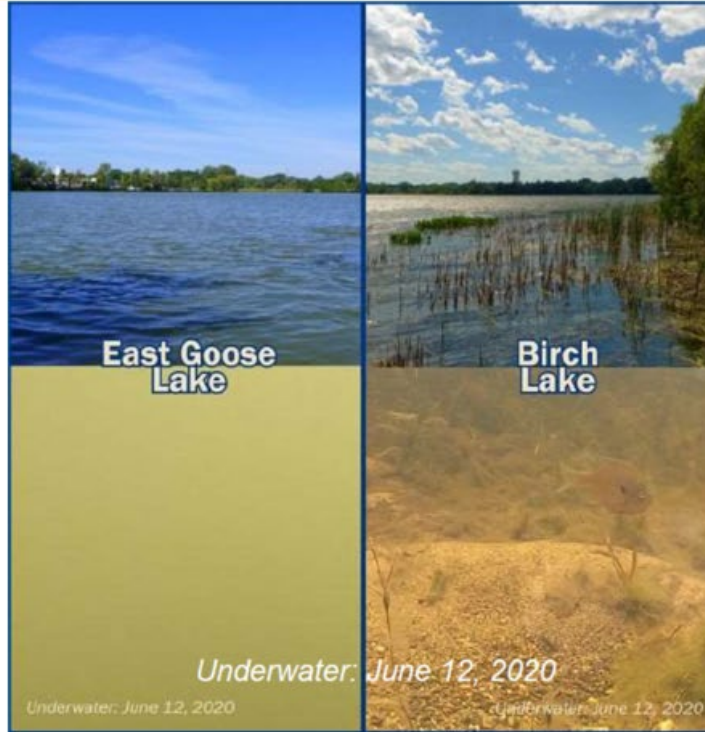 East Goose
Lake
Birch
Lake
Underwater: June 12, 2020
Underwater: June 12, 2020
Underwater: June 12, 2020